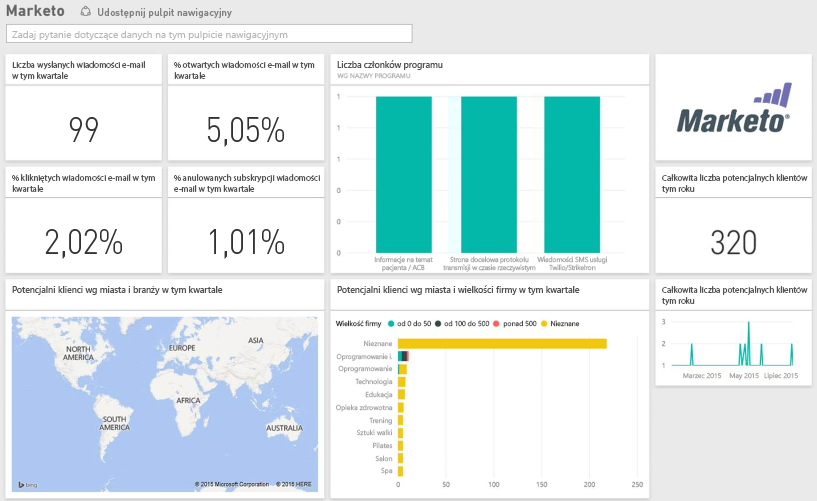 Marketo Udostępnij pulpit nawigacyjny
Zadaj pytanie dotyczące danych na tym pulpicie nawigacyjnym
Liczba wysłanych wiadomości e-mail
w tym kwartale
99
% otwartych wiadomości e-mail w tym
kwartale
5,05%
Liczba członków programu
WG NAZWY PROGRAMU
1
1
1
0
0
0
Informacje na temat
pacjenta / ACB
Strona docelowa protokołu
transmisji w czasie rzeczywistym
Wiadomości SMS usługi
Twilio/StrikeIron
Marketo®
% klikniętych wiadomości e-mail w tym
kwartale
2,02%
% anulowanych subskrypcji wiadomości
e-mail w tym kwartale
1,01%
Całkowita liczba potencjalnych klientów
tym roku
320
Potencjalni klienci wg miasta i branży w tym kwartale
NORTH
AMERICA
EUROPE
ASIA
AFRICA
SOUTH
AMERICA
AUSTRALIA
bing
© 2015 Microsoft Corporation © 2015 HERE
Potencjalni klienci wg miasta i wielkości firmy w tym kwartale
Wielkość firmy od 0 do 50 od 100 do 500 ponad 500 Nieznane
Nieznane
Oprogramowanie i.
Oprogramowanie
Technologia
Edukacja
Opieka zdrowotna
Trening
Sztuki walki
Pilates
Salon
Spa
0 50 100 150 200 250
Całkowita liczba potencjalnych klientów
tym roku
3
2
1
Marzec 2015 May 2015 Lipiec 2015